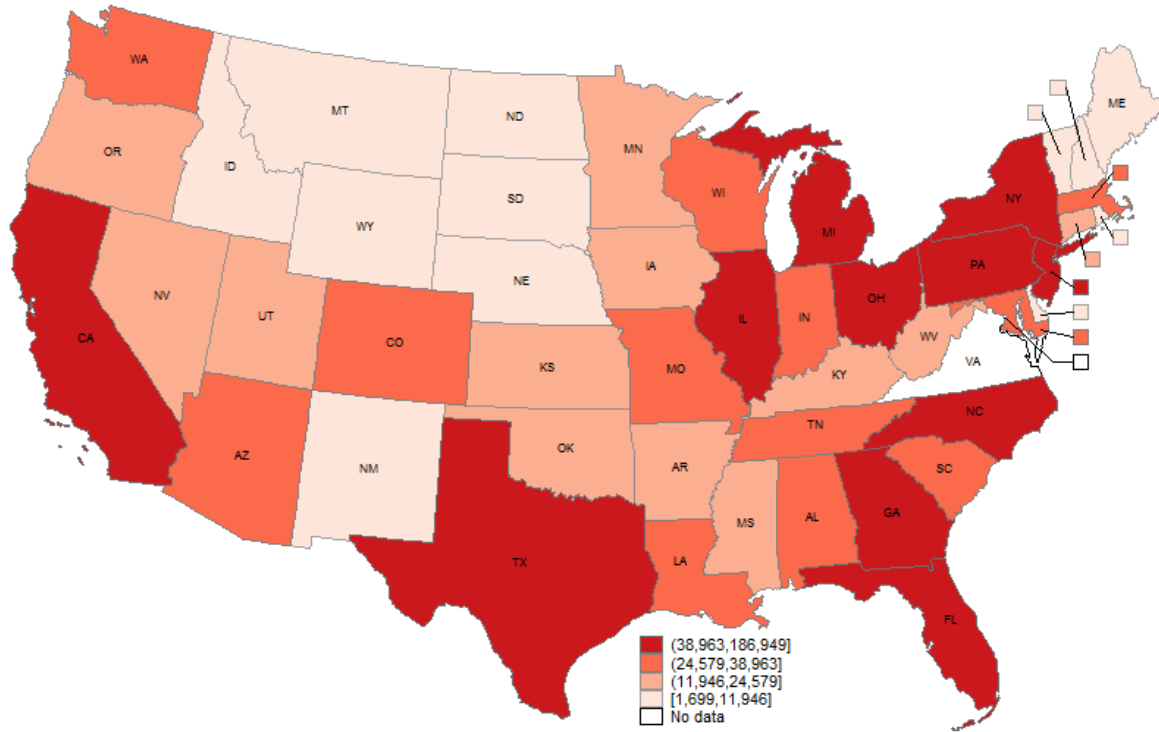 WA
MT
ND
ME
OR
ID
MN
SD
WI
WY
NY
MI
IA
NE
PA
NV
UT
CO
IL
IN
OH
WV
CA
KS
MO
VA
KY
NC
TN
AZ
NM
OK
AR
SC
MS
AL
GA
TX
LA
FL
(38,963,186,949]
(24,579,38,963]
(11,946,24,579]
[1,699,11,946]
No data